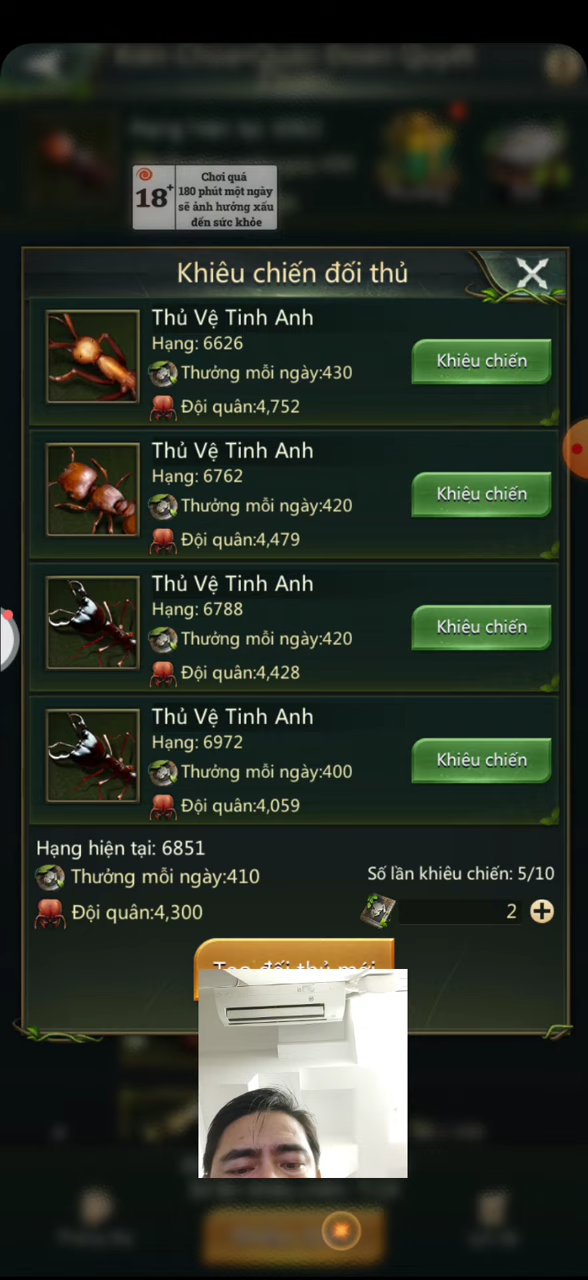 18+
Chơi quá
180 phút một ngày
sẽ ảnh hưởng xấu
đến sức khỏe
Khiêu chiến đối thủ
Thủ Vệ Tinh Anh
Hạng: 6626
Thưởng mỗi ngày:430
Đội quân:4,752
Khiêu chiến
Thủ Vệ Tinh Anh
Hạng: 6762
Thưởng mỗi ngày:420
Đội quân:4,479
Khiêu chiến
Thủ Vệ Tinh Anh
Hạng: 6788
Thưởng mỗi ngày:420
Đội quân:4,428
Khiêu chiến
Thủ Vệ Tinh Anh
Hạng: 6972
Thưởng mỗi ngày:400
Đội quân:4,059
Khiêu chiến
Hạng hiện tại: 6851
Thưởng mỗi ngày:410
Số lần khiêu chiến: 5/10
Đội quân:4,300
2
Tạo đối thủ mới